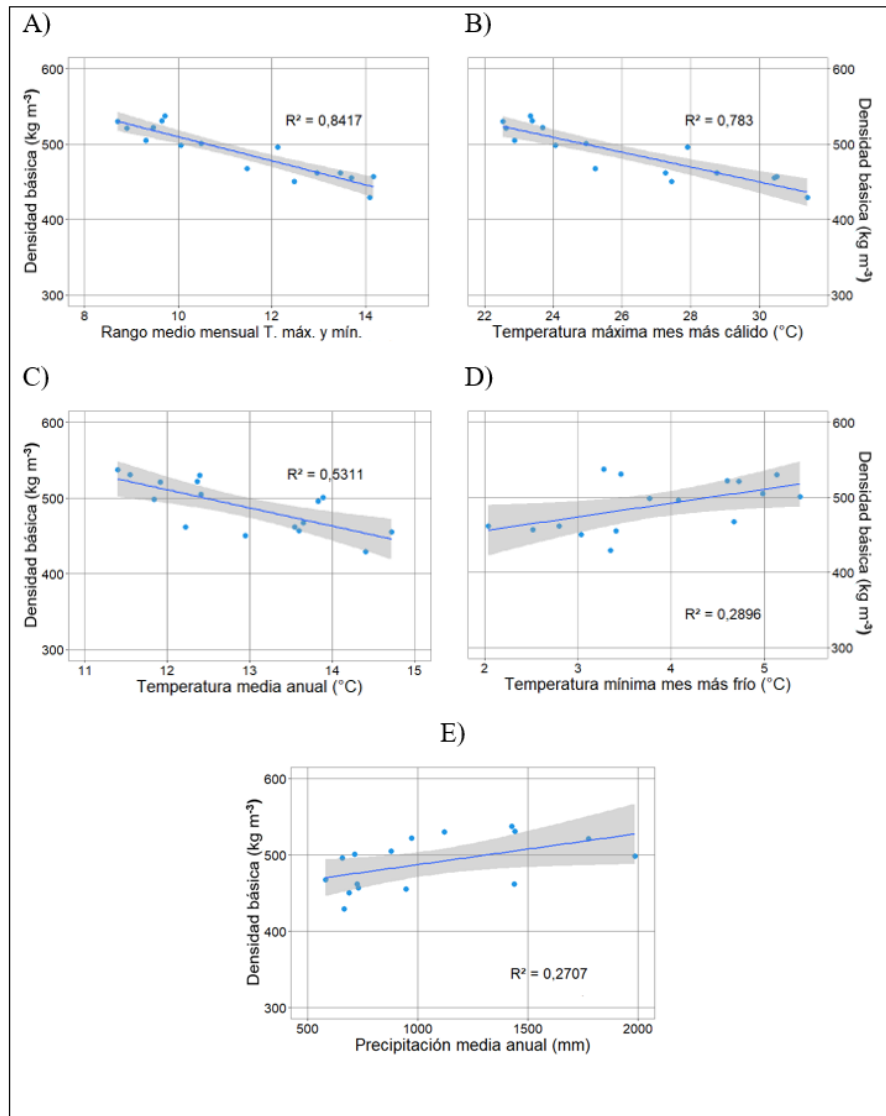 A)
Densidad básica (kg m⁻³)
600
500
400
300
R² = 0,8417
8
10
12
14
Rango medio mensual T. máx. y mín.
B)
R² = 0,783
600
500
400
300
Densidad básica (kg m⁻³)
22
24
26
28
30
Temperatura máxima mes más cálido (°C)
C)
Densidad básica (kg m⁻³)
600
500
400
300
R² = 0,5311
11
12
13
14
15
Temperatura media anual (°C)
D)
600
500
400
300
Densidad básica (kg m⁻³)
R² = 0,2896
2
3
4
5
Temperatura mínima mes más frío (°C)
E)
Densidad básica (kg m⁻³)
600
500
400
300
R² = 0,2707
500
1000
1500
2000
Precipitación media anual (mm)